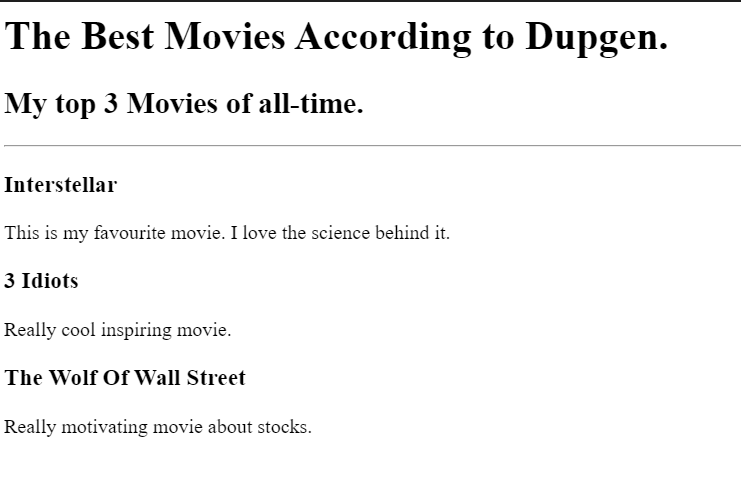 The Best Movies According to Dupgen.
My top 3 Movies of all-time.
Interstellar
This is my favourite movie. I love the science behind it.
3 Idiots
Really cool inspiring movie.
The Wolf Of Wall Street
Really motivating movie about stocks.